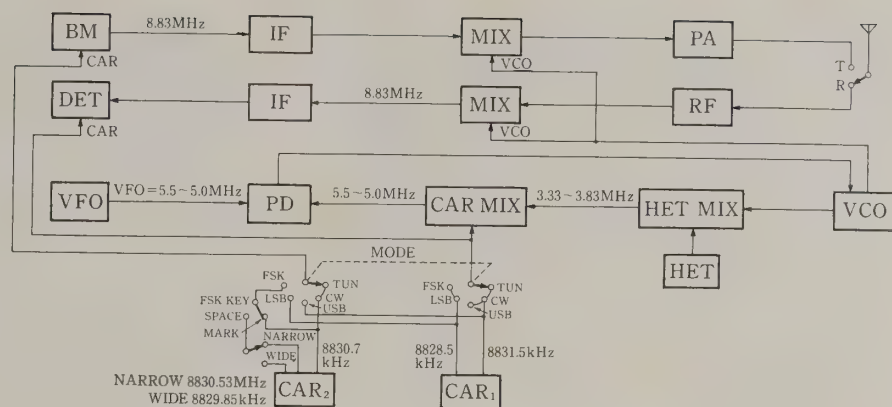 BM
8.83MHz
IF
MIX
PA
CAR
VCO
T
R
DET
IF
8.83MHz
MIX
RF
CAR
VCO
VFO
VFO=5.5~5.0MHz
PD
5.5~5.0MHz
CAR MIX
3.33~3.83MHz
HET MIX
VCO
HET
MODE
FSK
TUN
FSK
TUN
FSK KEY
LSB
CW
LSB
CW
SPACE
USB
USB
MARK
NARROW
WIDE
8830.7
kHz
8828.5
kHz
8831.5kHz
NARROW 8830.53MHz
WIDE 8829.85kHz
CAR₂
CAR₁